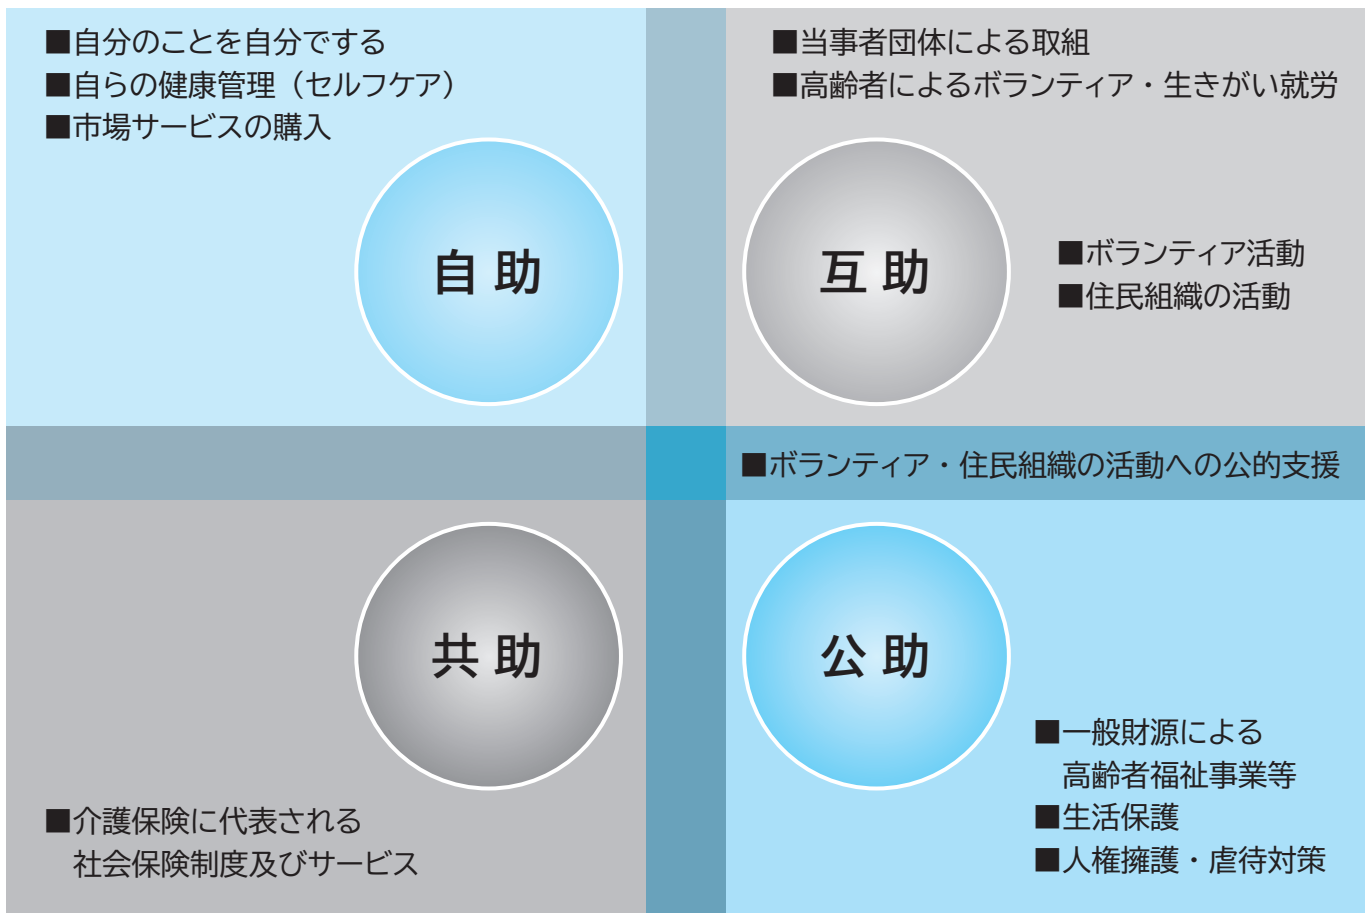 ■自分のことを自分でする
■自らの健康管理（セルフケア）
■市場サービスの購入
自助
■当事者団体による取組
■高齢者によるボランティア・生きがい就労
互助
■ボランティア活動
■住民組織の活動
■ボランティア・住民組織の活動への公的支援
共助
■介護保険に代表される
社会保険制度及びサービス
公助
■一般財源による
高齢者福祉事業等
■生活保護
■人権擁護・虐待対策